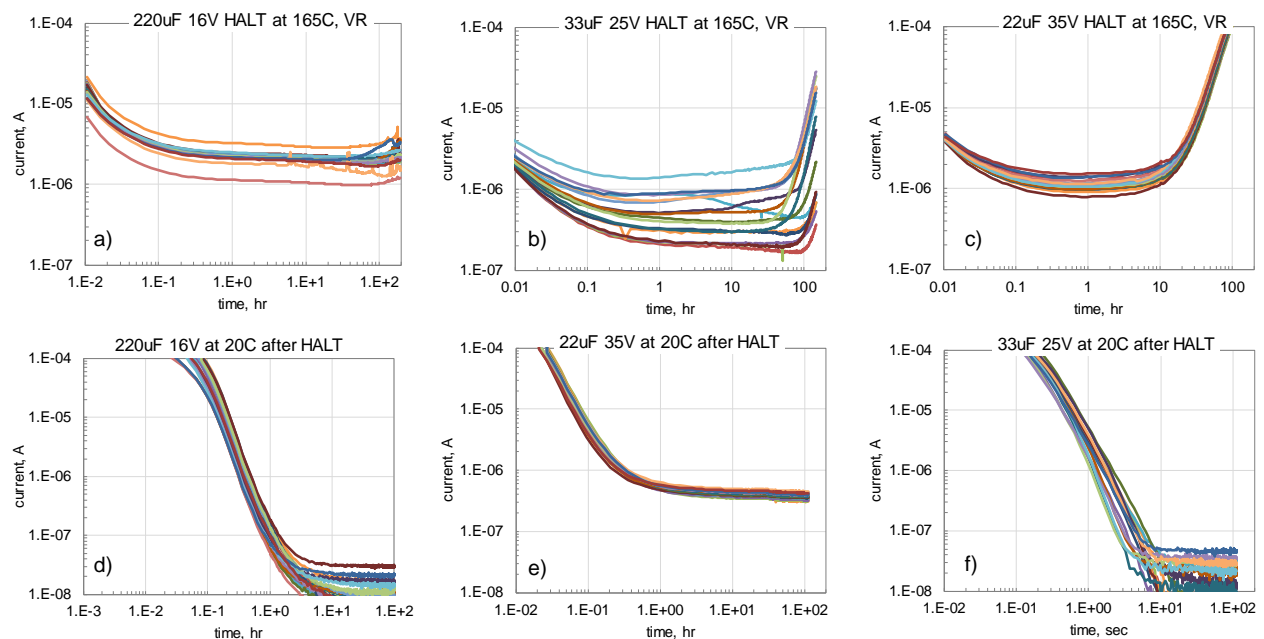 220uF 16V HALT at 165C, VR
1.E-04
1.E-05
1.E-06
1.E-07
current, A
a)
1.E-2 1.E-1 1.E+0 1.E+1 1.E+2
time, hr
33uF 25V HALT at 165C, VR
1.E-04
1.E-05
1.E-06
1.E-07
current, A
b)
0.01 0.1 1 10 100
time, hr
22uF 35V HALT at 165C, VR
1.E-04
1.E-05
1.E-06
1.E-07
current, A
c)
0.01 0.1 1 10 100
time, hr
220uF 16V at 20C after HALT
1.E-04
1.E-05
1.E-06
1.E-07
1.E-08
current, A
d)
1.E-3 1.E-2 1.E-1 1.E+0 1.E+1 1.E+2
time, hr
22uF 35V at 20C after HALT
1.E-04
1.E-05
1.E-06
1.E-07
1.E-08
current, A
e)
1.E-02 1.E-01 1.E+00 1.E+01 1.E+02
time, hr
33uF 25V at 20C after HALT
1.E-04
1.E-05
1.E-06
1.E-07
1.E-08
current, A
f)
1.E-02 1.E-01 1.E+00 1.E+01 1.E+02
time, sec